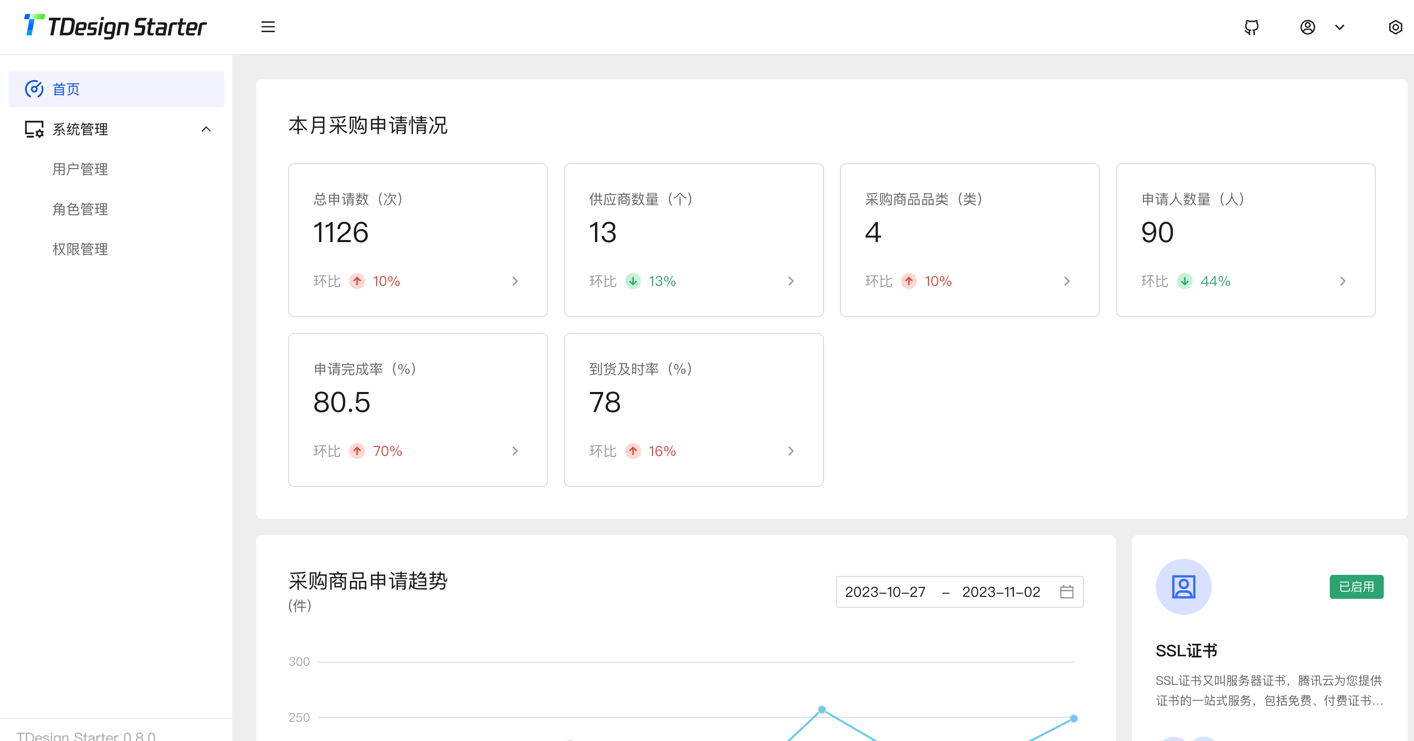 TDesign Starter
首页
系统管理
用户管理
角色管理
权限管理
TDesign Starter 0.8.0
本月采购申请情况
总申请数（次）
1126
环比 10%
供应商数量（个）
13
环比 13%
采购商品品类（类）
4
环比 10%
申请人数量（人）
90
环比 44%
申请完成率（%）
80.5
环比 70%
到货及时率（%）
78
环比 16%
采购商品申请趋势
(件)
2023-10-27 - 2023-11-02
300
250
已启用
SSL证书
SSL证书又叫服务器证书，腾讯云为您提供
证书的一站式服务，包括免费、付费证书...